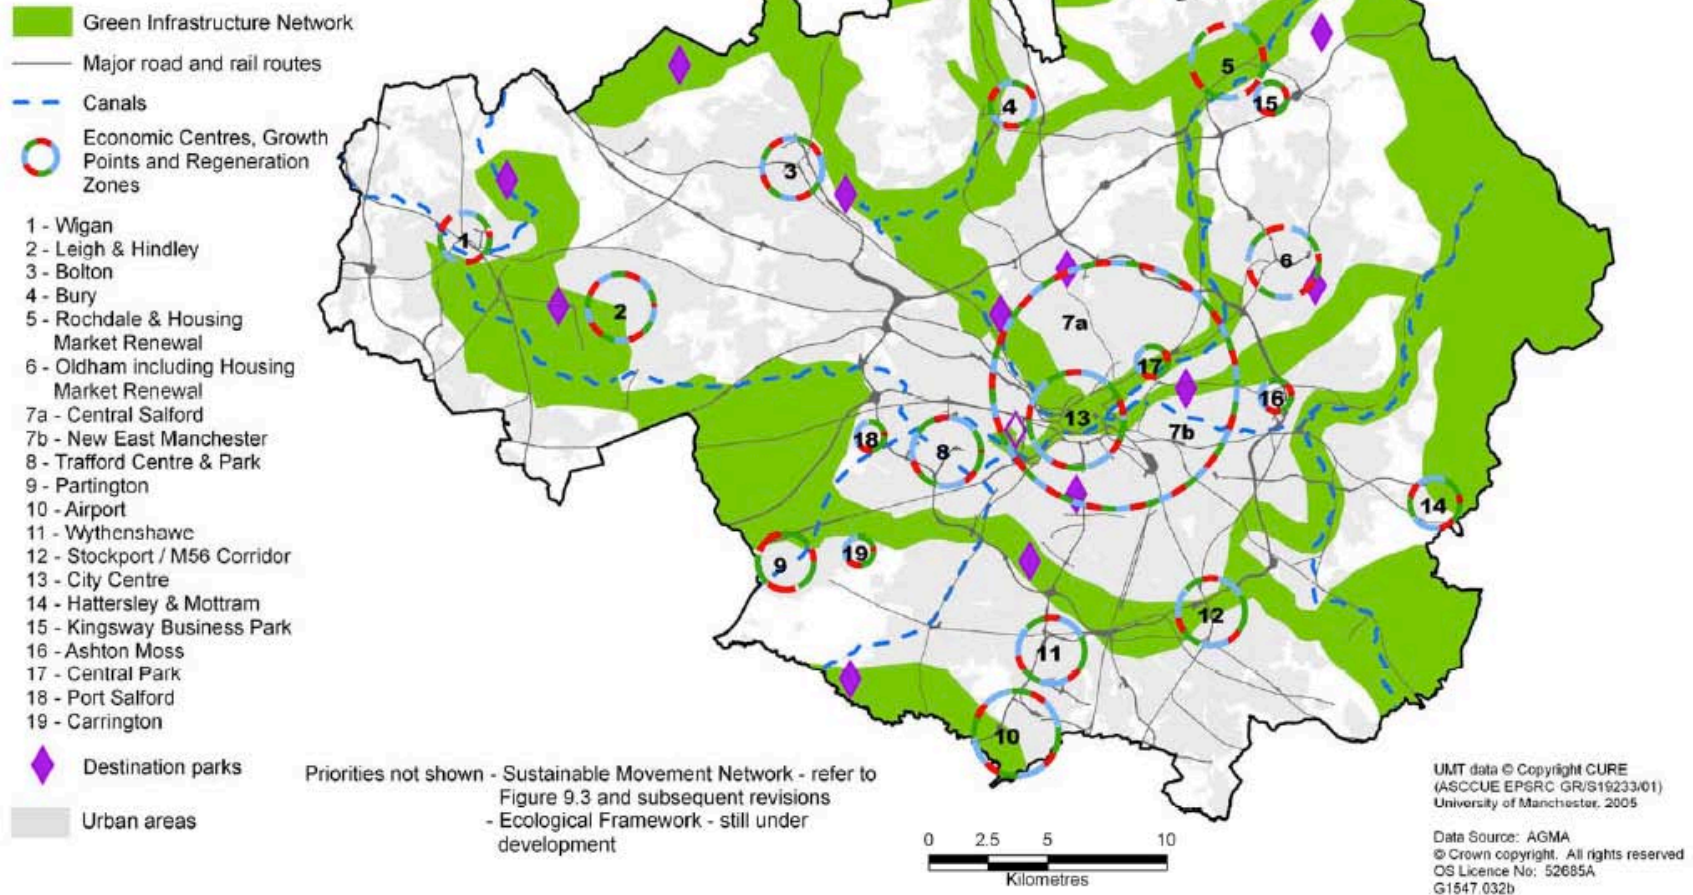 Green Infrastructure Network
Major road and rail routes
Canals
Economic Centres, Growth
Points and Regeneration
Zones
1 - Wigan
2 - Leigh & Hindley
3 - Bolton
4 - Bury
5 - Rochdale & Housing
Market Renewal
6 - Oldham including Housing
Market Renewal
7a - Central Salford
7b - New East Manchester
8 - Trafford Centre & Park
9 - Partington
10 - Airport
11 - Wythenshawe
12 - Stockport / M56 Corridor
13 - City Centre
14 - Hattersley & Mottram
15 - Kingsway Business Park
16 - Ashton Moss
17 - Central Park
18 - Port Salford
19 - Carrington
Destination parks
Urban areas
5
15
4
3
1
6
2
7a
17
16
13
7b
18
8
14
19
9
12
11
10
Priorities not shown - Sustainable Movement Network - refer to
Figure 9.3 and subsequent revisions
- Ecological Framework - still under
development
0 2.5 5 10
Kilometres
UMT data © Copyright CURE
(ASCCUE EPSRC GR/S19233/01)
University of Manchester, 2005
Data Source: AGMA
© Crown copyright. All rights reserved
OS Licence No: 52685A
G1547.032b